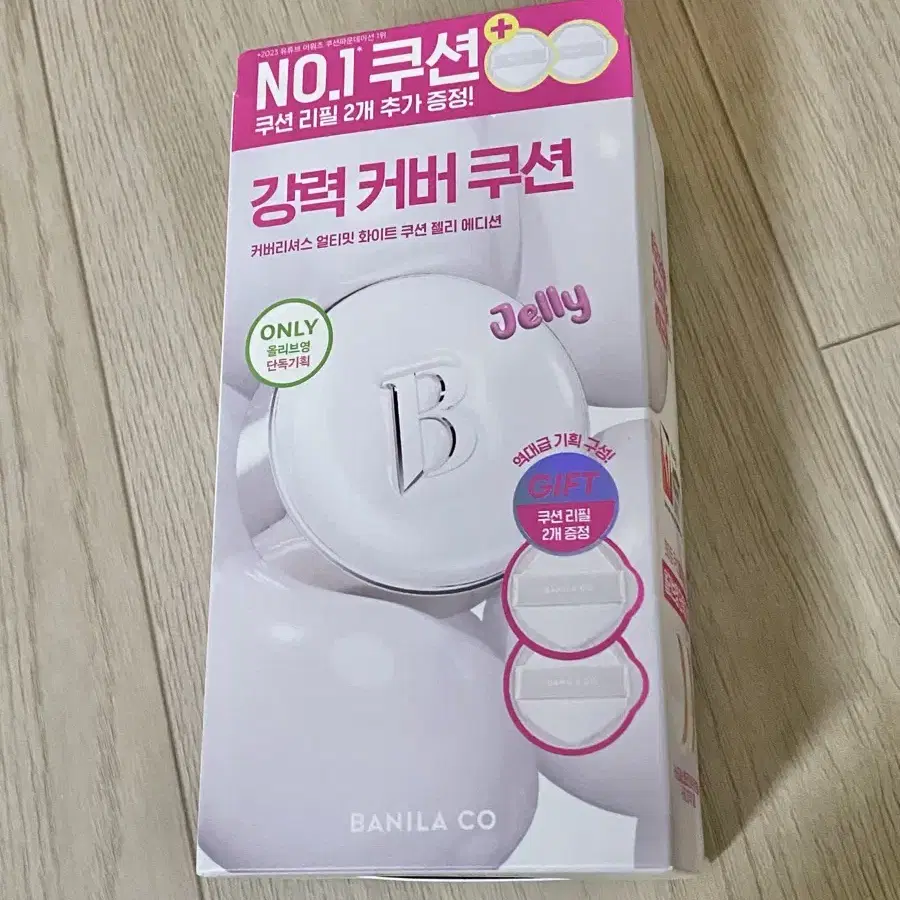 *2023 유튜브 어워즈 쿠션파운데이션 1위
NO.1* 쿠션
쿠션 리필 2개 추가 증정!
강력 커버 쿠션
커버리셔스 얼티밋 화이트 쿠션 젤리 에디션
Jelly
ONLY
올리브영
단독기획
B
역대급 기획 구성!
GIFT
쿠션 리필
2개 증정
BANILA CO
BANILA CO
BANILA CO